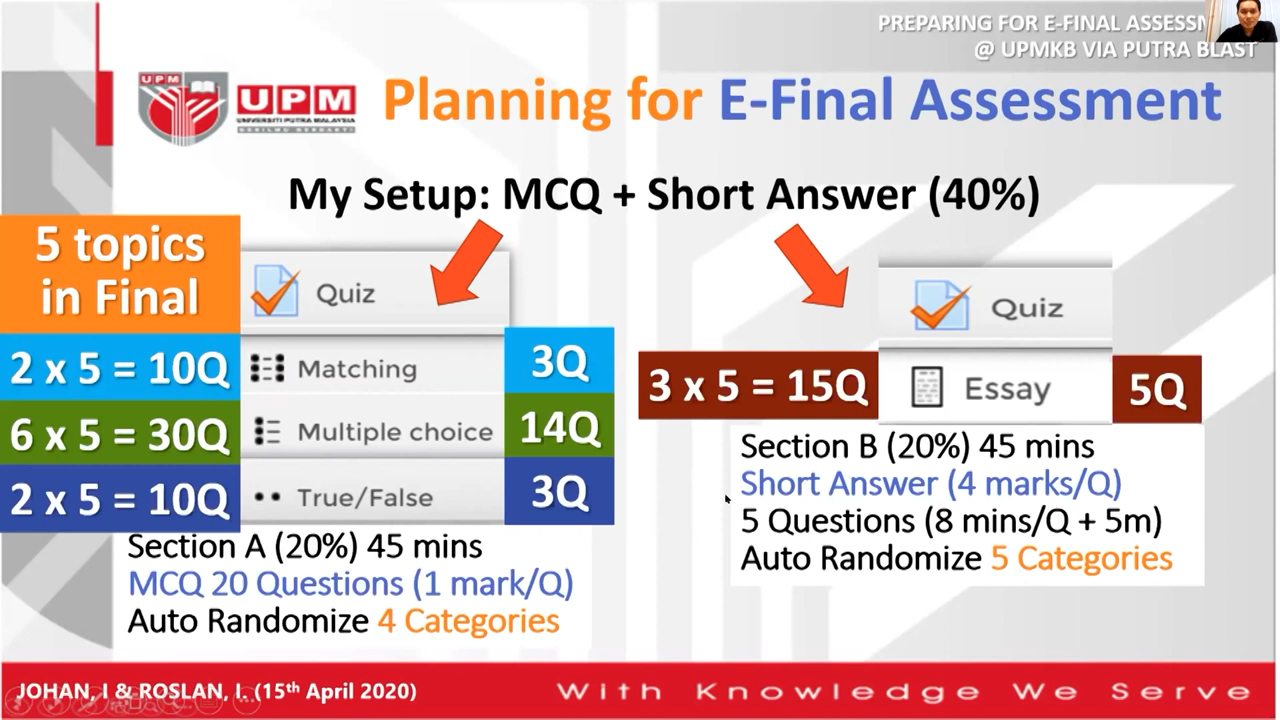 PREPARING FOR E-FINAL ASSESSM
@ UPMKB VIA PUTRA BLAST
UPM
UPM
UNIVERSITI PUTRA MALAYSIA
BERILMU BERBAKTI
Planning for E-Final Assessment
My Setup: MCQ + Short Answer (40%)
5 topics
in Final
Quiz
2 x 5 = 10Q Matching 3Q
6 x 5 = 30Q Multiple choice 14Q
2 x 5 = 10Q True/False 3Q
Section A (20%) 45 mins
MCQ 20 Questions (1 mark/Q)
Auto Randomize 4 Categories
Quiz
3 x 5 = 15Q Essay 5Q
Section B (20%) 45 mins
Short Answer (4 marks/Q)
5 Questions (8 mins/Q + 5m)
Auto Randomize 5 Categories
JOHAN, I & ROSLAN, I. (15th April 2020)
With Knowledge We Serve